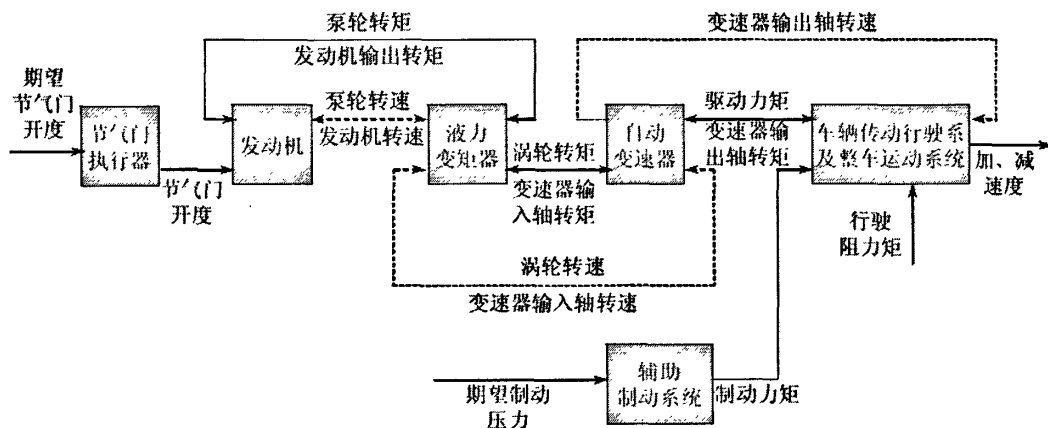 泵轮转矩
发动机输出转矩
变速器输出轴转速
期望
节气门
开度
节气门
执行器
节气门
开度
发动机
泵轮转速
发动机转速
液力
变矩器
涡轮转矩
变速器输
入轴转矩
自动
变速器
驱动力矩
变速器输
出轴转矩
车辆传动行驶系
及整车运动系统
加、减
速度
行驶
阻力矩
涡轮转速
变速器输入轴转速
期望制动
压力
辅助
制动系统
制动力矩